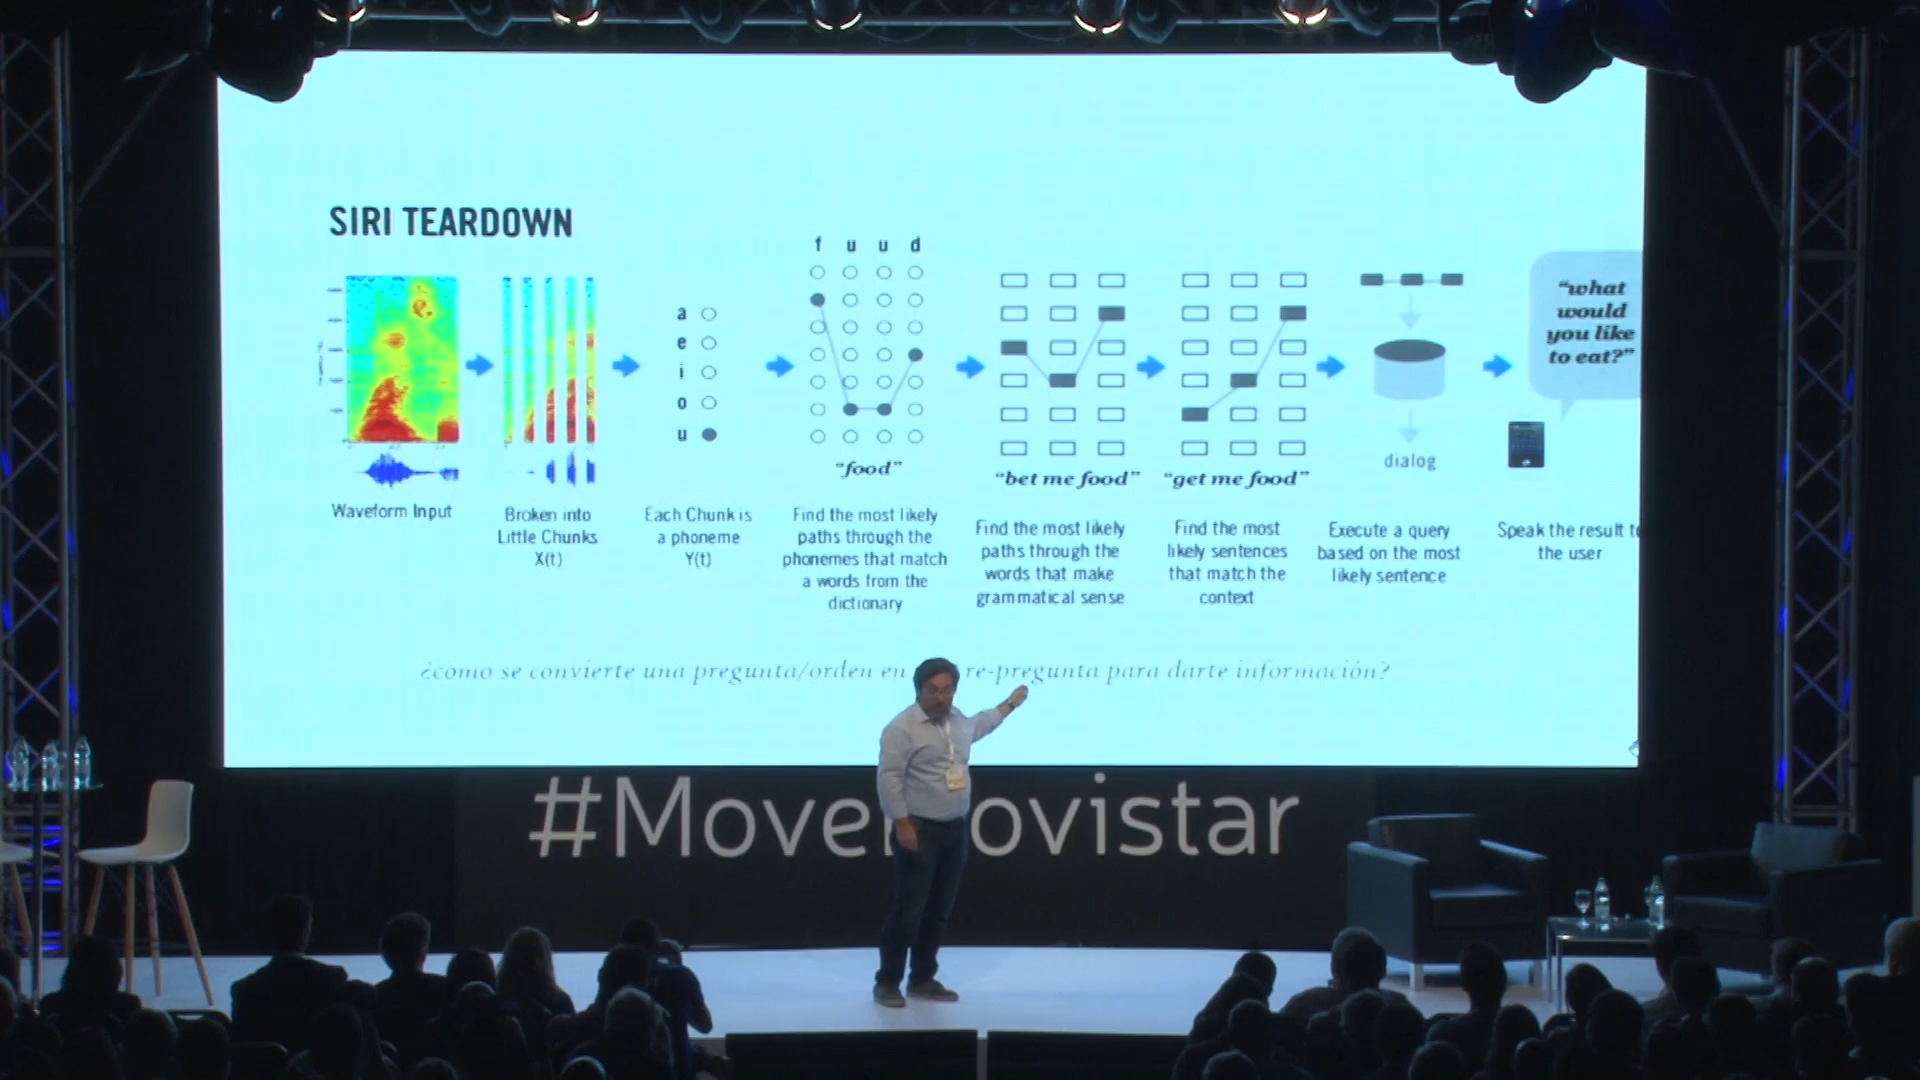 SIRI TEARDOWN
f u u d
a
e
i
o
u
"food"
"bet me food"
"get me food"
dialog
"what
would
you like
to eat?"
Waveform Input
Broken into
Little Chunks
X(t)
Each Chunk is
a phoneme
Y(t)
Find the most likely
paths through the
phonemes that match
a words from the
dictionary
Find the most likely
paths through the
words that make
grammatical sense
Find the most
likely sentences
that match the
context
Execute a query
based on the most
likely sentence
Speak the result to
the user
¿como se convierte una pregunta/orden en re-pregunta para darte información?
#Move ovistar